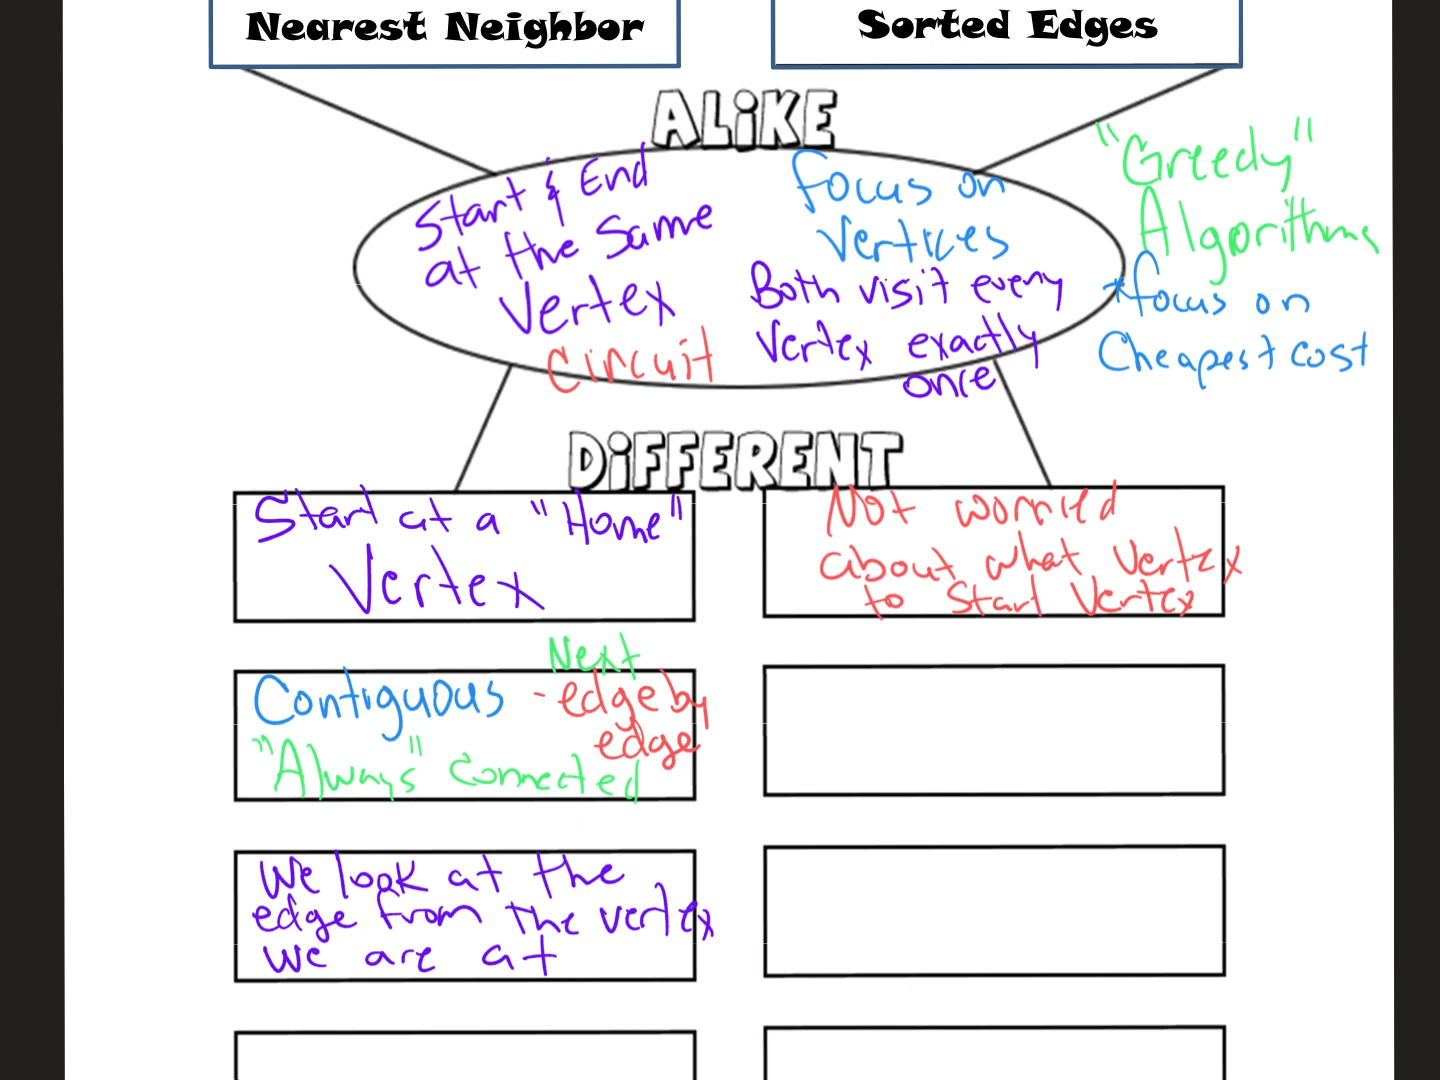 Nearest Neighbor
Sorted Edges
ALiKE
Start & End
at the Same
Vertex
Circuit
focus on
Vertices
Both visit every
Vertex exactly
once
"Greedy"
Algorithms
*focus on
Cheapest cost
DiFFERENT
Start at a "Home"
Vertex
Not worried
about what Vertex
to Start Vertex
Next
Contiguous - edge by
edge
"Always" connected
We look at the
edge from the vertex
we are at